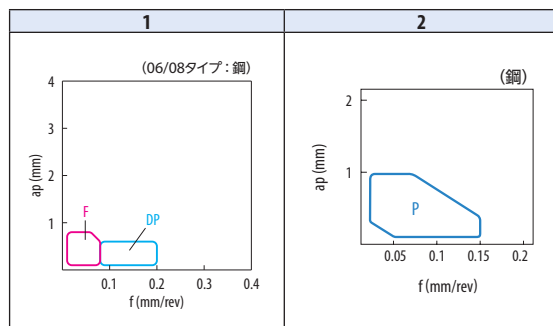 1
2
(06/08タイプ：鋼)
4
3
2
1
ap (mm)
F
DP
0.1
0.2
0.3
0.4
f (mm/rev)
(鋼)
2
1
ap (mm)
P
0.05
0.1
0.15
0.2
f (mm/rev)